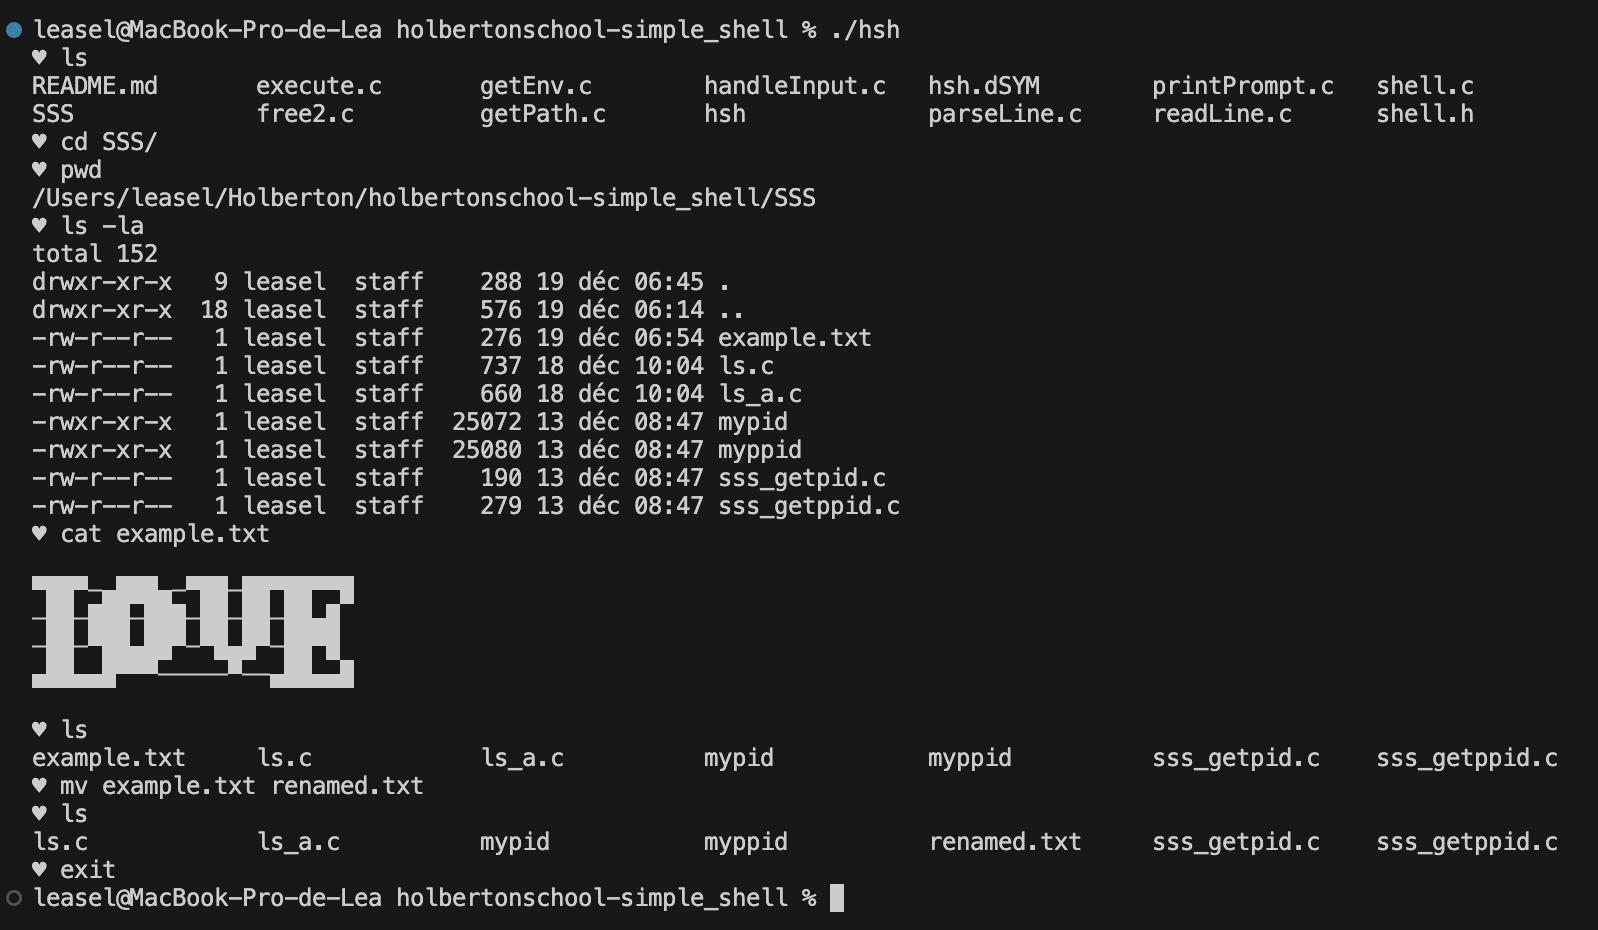 leasel@MacBook-Pro-de-Lea holbertonschool-simple_shell % ./hsh
♥ ls
README.md       execute.c       getEnv.c        handleInput.c   hsh.dSYM        printPrompt.c   shell.c
SSS             free2.c         getPath.c       hsh             parseLine.c     readLine.c      shell.h
♥ cd SSS/
♥ pwd
/Users/leasel/Holberton/holbertonschool-simple_shell/SSS
♥ ls -la
total 152
drwxr-xr-x   9 leasel  staff    288 19 déc 06:45 .
drwxr-xr-x  18 leasel  staff    576 19 déc 06:14 ..
-rw-r--r--   1 leasel  staff    276 19 déc 06:54 example.txt
-rw-r--r--   1 leasel  staff    737 18 déc 10:04 ls.c
-rw-r--r--   1 leasel  staff    660 18 déc 10:04 ls_a.c
-rwxr-xr-x   1 leasel  staff  25072 13 déc 08:47 mypid
-rwxr-xr-x   1 leasel  staff  25080 13 déc 08:47 myppid
-rw-r--r--   1 leasel  staff    190 13 déc 08:47 sss_getpid.c
-rw-r--r--   1 leasel  staff    279 13 déc 08:47 sss_getppid.c
♥ cat example.txt
LOVE
♥ ls
example.txt     ls.c            ls_a.c          mypid           myppid          sss_getpid.c    sss_getppid.c
♥ mv example.txt renamed.txt
♥ ls
ls.c            ls_a.c          mypid           myppid          renamed.txt     sss_getpid.c    sss_getppid.c
♥ exit
leasel@MacBook-Pro-de-Lea holbertonschool-simple_shell %